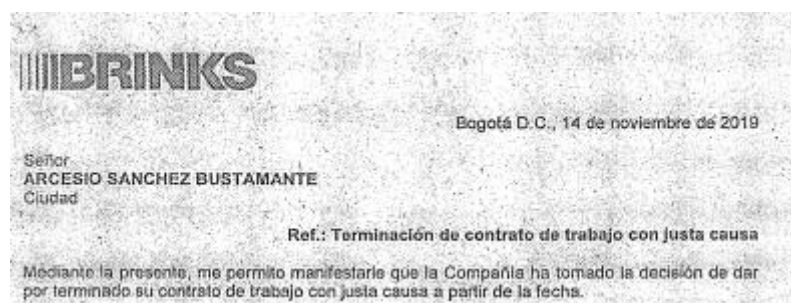 BRINKS
Bogotá D.C., 14 de noviembre de 2019
Señor
ARCESIO SANCHEZ BUSTAMANTE
Ciudad
Ref.: Terminación de contrato de trabajo con justa causa
Mediante la presente, me permito manifestarle que la Compañía ha tomado la decisión de dar
por terminado su contrato de trabajo con justa causa a partir de la fecha.